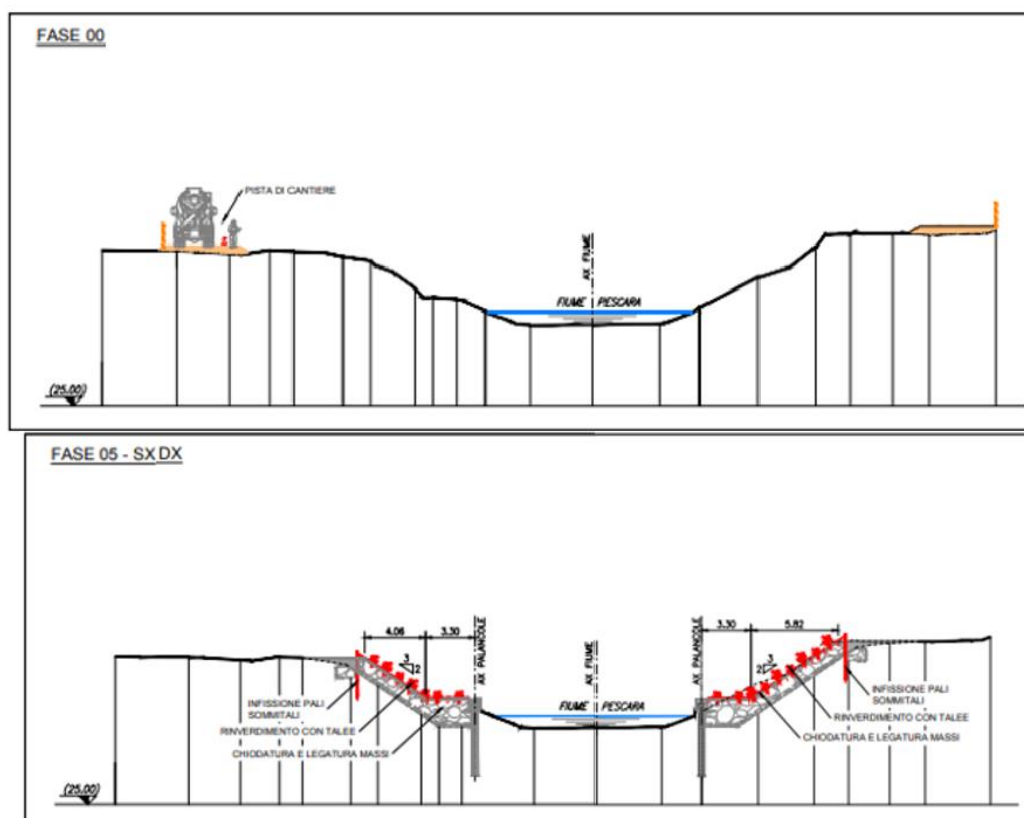 FASE 00
PISTA DI CANTIERE
AX FIUME
FIUME PESCARA
(25.00)
FASE 05 - SX DX
4.06
3.30
AX PALANCOLE
AX FIUME
AX PALANCOLE
3.30
5.82
3
2
3
2
INFISSIONE PALI
SOMMITALI
RINVERDIMENTO CON TALEE
CHIODATURA E LEGATURA MASSI
FIUME PESCARA
INFISSIONE PALI
SOMMITALI
RINVERDIMENTO CON TALEE
CHIODATURA E LEGATURA MASSI
(25.00)